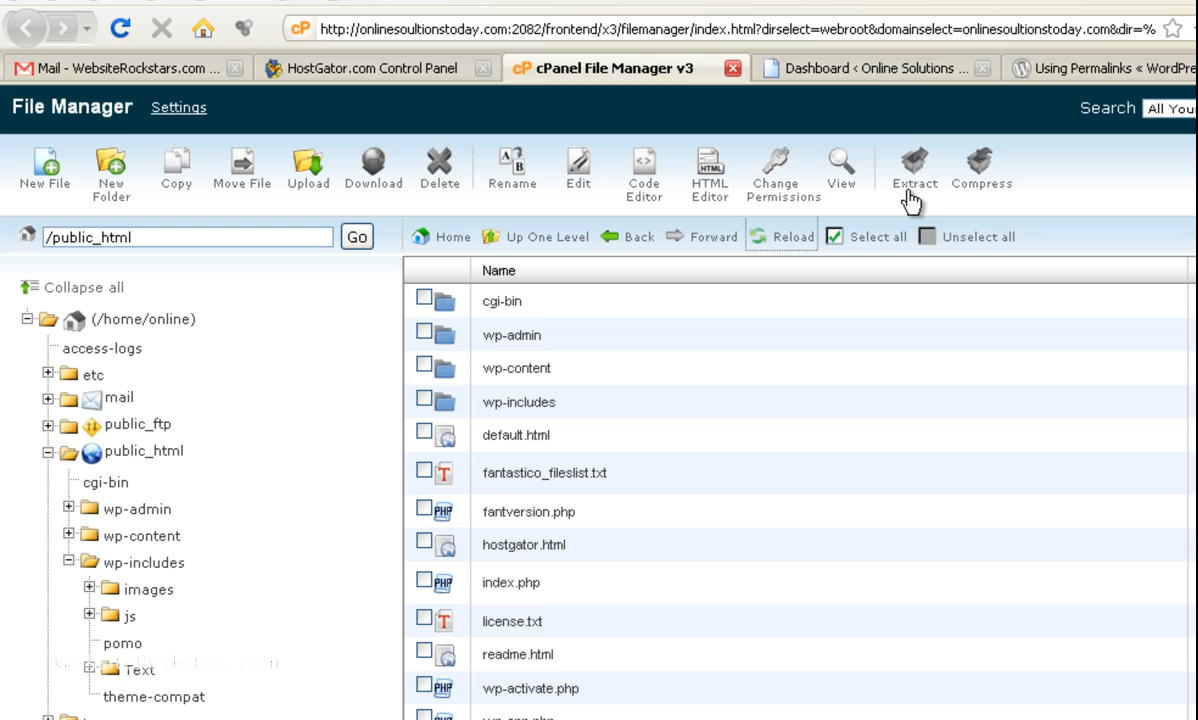 cP http://onlinesoultionstoday.com:2082/frontend/x3/filemanager/index.html?dirselect=webroot&domainselect=onlinesoultionstoday.com&dir=%
Mail - WebsiteRockstars.com ... HostGator.com Control Panel cP cPanel File Manager v3 Dashboard ‹ Online Solutions ... Using Permalinks « WordPre
File Manager Settings Search All You
New File New Folder Copy Move File Upload Download Delete Rename Edit Code Editor HTML Editor Change Permissions View Extract Compress
/public_html Go Home Up One Level Back Forward Reload Select all Unselect all
Collapse all
(/home/online)
access-logs
etc
mail
public_ftp
public_html
cgi-bin
wp-admin
wp-content
wp-includes
images
js
pomo
Text
theme-compat
Name
cgi-bin
wp-admin
wp-content
wp-includes
default.html
fantastico_fileslist.txt
fantversion.php
hostgator.html
index.php
license.txt
readme.html
wp-activate.php